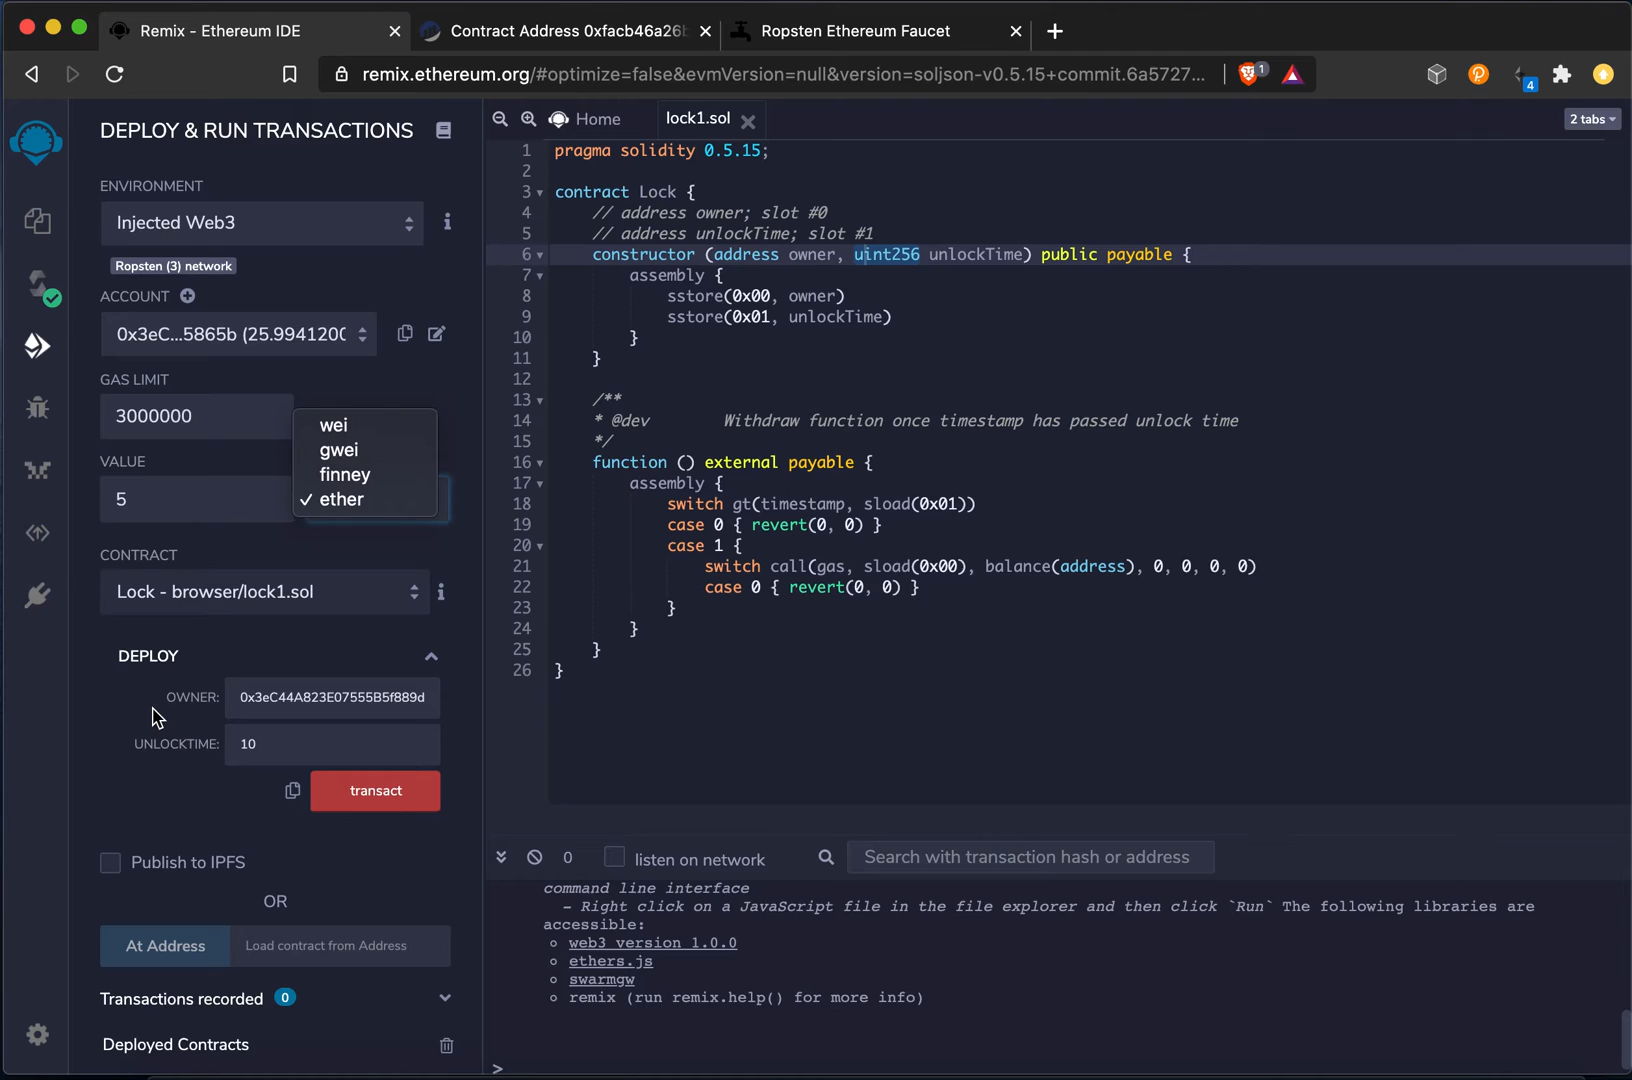 Remix - Ethereum IDE
Contract Address 0xfacb46a26b
Ropsten Ethereum Faucet
remix.ethereum.org/#optimize=false&evmVersion=null&version=soljson-v0.5.15+commit.6a5727...
1
4
DEPLOY & RUN TRANSACTIONS
ENVIRONMENT
Injected Web3
Ropsten (3) network
ACCOUNT
0x3eC...5865b (25.9941200
GAS LIMIT
3000000
VALUE
5
wei
gwei
finney
✓ ether
CONTRACT
Lock - browser/lock1.sol
DEPLOY
OWNER: 0x3eC44A823E07555B5f889d
UNLOCKTIME: 10
transact
Publish to IPFS
OR
At Address Load contract from Address
Transactions recorded 0
Deployed Contracts
Home
lock1.sol
2 tabs
1 pragma solidity 0.5.15;
2
3 contract Lock {
4 // address owner; slot #0
5 // address unlockTime; slot #1
6 constructor (address owner, uint256 unlockTime) public payable {
7 assembly {
8 sstore(0x00, owner)
9 sstore(0x01, unlockTime)
10 }
11 }
12
13 /**
14 * @dev Withdraw function once timestamp has passed unlock time
15 */
16 function () external payable {
17 assembly {
18 switch gt(timestamp, sload(0x01))
19 case 0 { revert(0, 0) }
20 case 1 {
21 switch call(gas, sload(0x00), balance(address), 0, 0, 0, 0)
22 case 0 { revert(0, 0) }
23 }
24 }
25 }
26 }
0 listen on network Search with transaction hash or address
command line interface
- Right click on a JavaScript file in the file explorer and then click `Run` The following libraries are
accessible:
web3 version 1.0.0
ethers.js
swarmgw
remix (run remix.help() for more info)
>